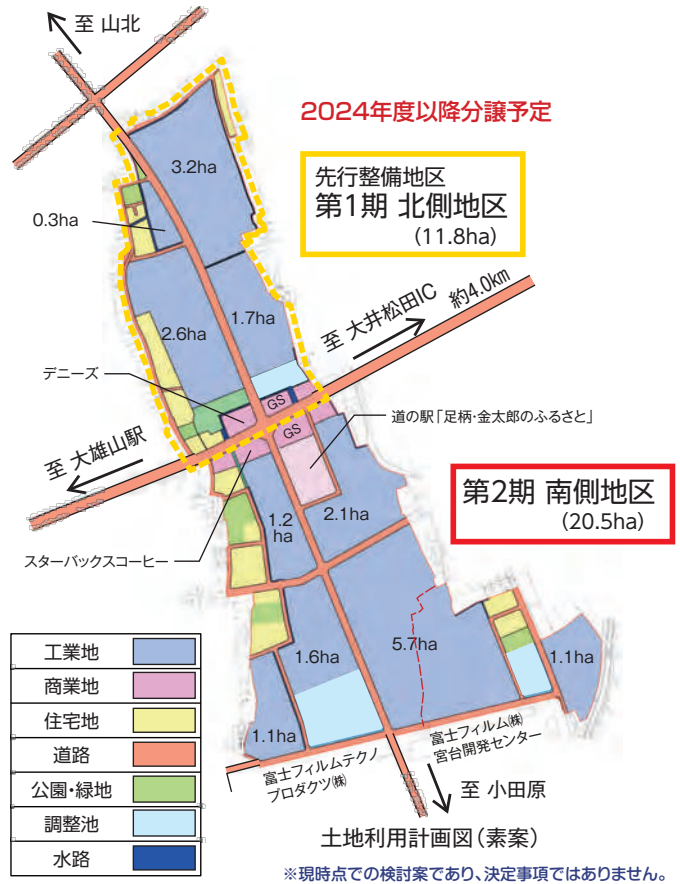 至 山北
2024年度以降分譲予定
3.2ha
先行整備地区
第1期 北側地区
(11.8ha)
0.3ha
至 大井松田IC 約4.0km
2.6ha
1.7ha
デニーズ
GS
GS
道の駅「足柄・金太郎のふるさと」
至 大雄山駅
第2期 南側地区
(20.5ha)
1.2
ha
2.1ha
スターバックスコーヒー
1.6ha
5.7ha
1.1ha
1.1ha
工業地
商業地
住宅地
道路
公園・緑地
調整池
水路
富士フィルムテクノ
プロダクツ㈱
富士フィルム㈱
宮台開発センター
至 小田原
土地利用計画図(素案)
※現時点での検討案であり、決定事項ではありません。